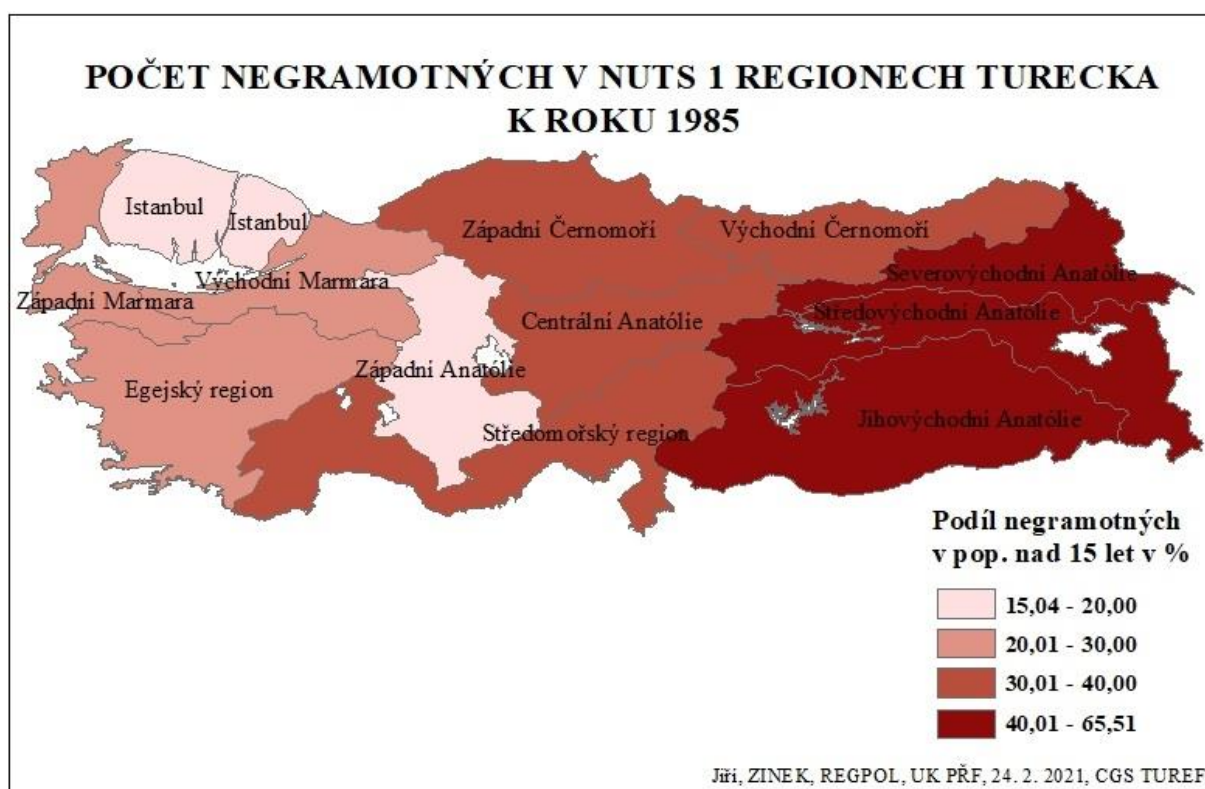 POČET NEGRAMOTNÝCH V NUTS 1 REGIONECH TURECKA
K ROKU 1985
Istanbul
Istanbul
Západní Černomoří
Východní Černomoří
Východní Marmara
Severovýchodní Anatólie
Západní Marmara
Středovýchodní Anatólie
Centrální Anatólie
Západní Anatólie
Egejský region
Středomořský region
Jihovýchodní Anatólie
Podíl negramotných
v pop. nad 15 let v %
15,04 - 20,00
20,01 - 30,00
30,01 - 40,00
40,01 - 65,51
Jiří, ZINEK, REGPOL, UK PŘF, 24. 2. 2021, CGS TUREF